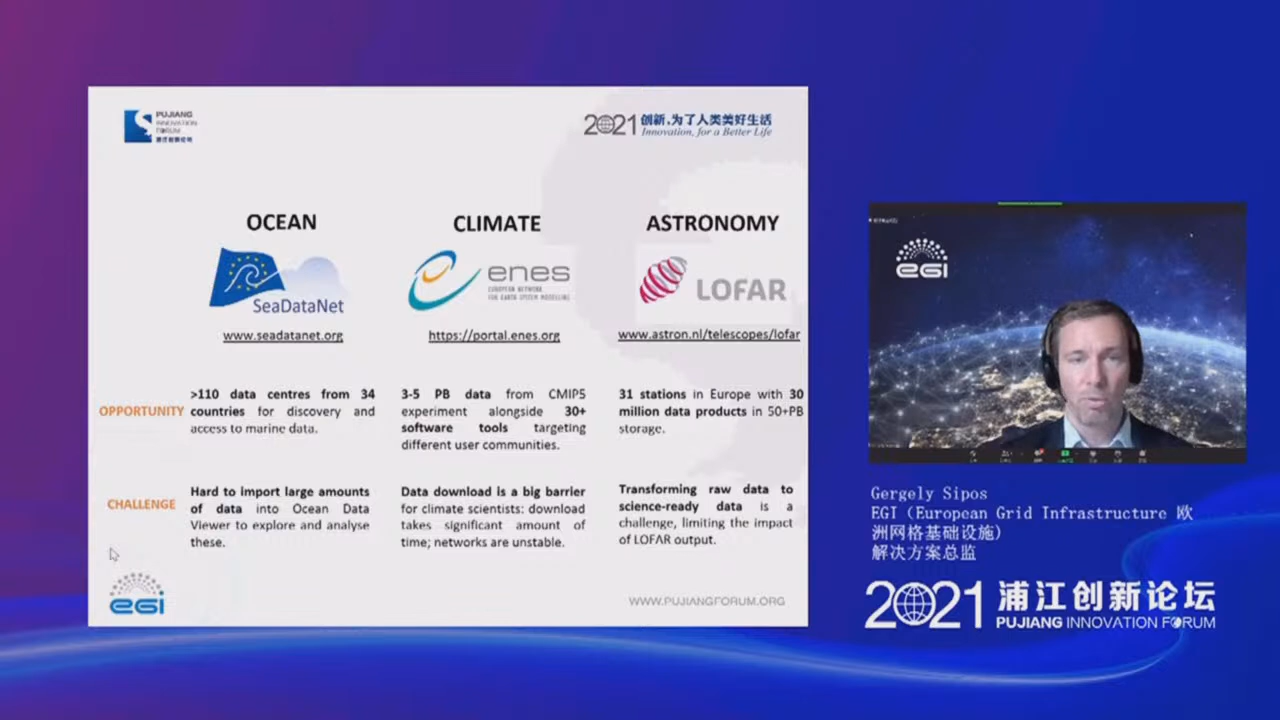 PUJIANG
INNOVATION
FORUM
浦江创新论坛
2021 创新,为了人类美好生活
Innovation, for a Better Life
OCEAN
CLIMATE
ASTRONOMY
SeaDataNet
enes
EUROPEAN NETWORK
FOR EARTH SYSTEM MODELLING
LOFAR
www.seadatanet.org
https://portal.enes.org
www.astron.nl/telescopes/lofar
OPPORTUNITY
>110 data centres from 34
countries for discovery and
access to marine data.
3-5 PB data from CMIP5
experiment alongside 30+
software tools targeting
different user communities.
31 stations in Europe with 30
million data products in 50+PB
storage.
CHALLENGE
Hard to import large amounts
of data into Ocean Data
Viewer to explore and analyse
these.
Data download is a big barrier
for climate scientists: download
takes significant amount of
time; networks are unstable.
Transforming raw data to
science-ready data is a
challenge, limiting the impact
of LOFAR output.
egi
WWW.PUJIANGFORUM.ORG
egi
Gergely Sipos
EGI（European Grid Infrastructure 欧
洲网格基础设施）
解决方案总监
2021 浦江创新论坛
PUJIANG INNOVATION FORUM